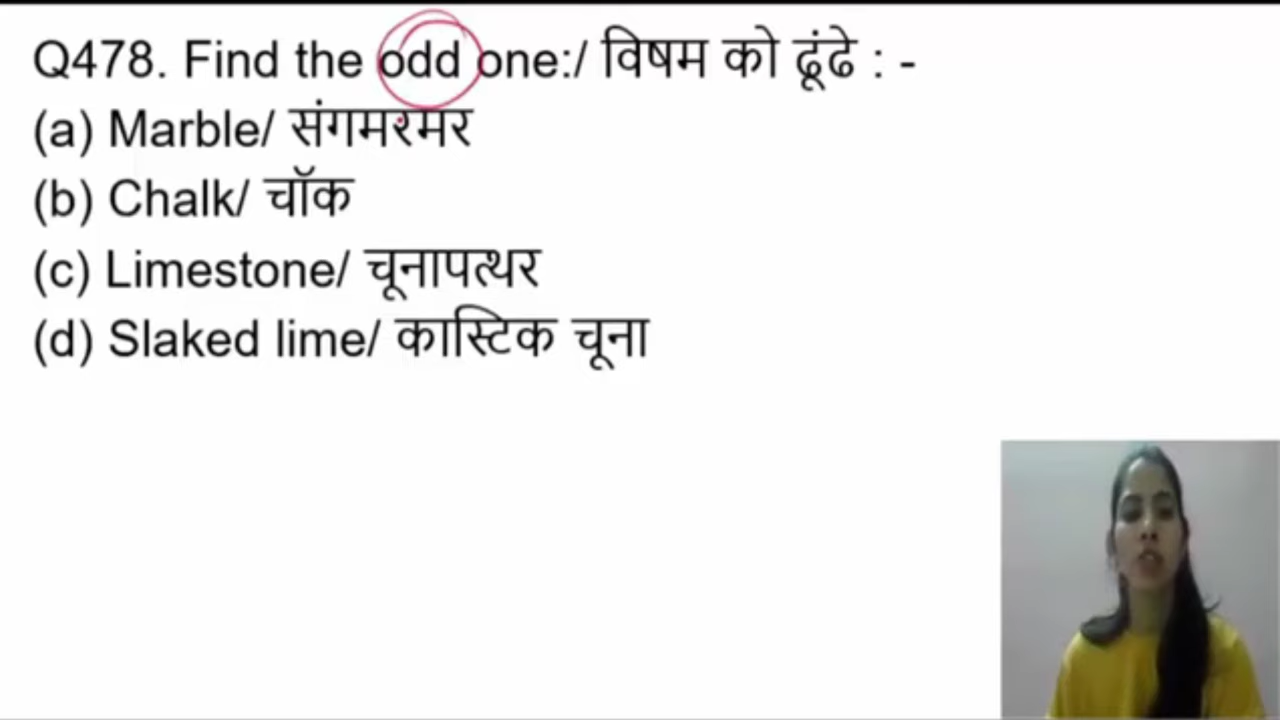 Q478. Find the odd one:/ विषम को ढूंढे : -
(a) Marble/ संगमरमर
(b) Chalk/ चॉक
(c) Limestone/ चूनापत्थर
(d) Slaked lime/ कास्टिक चूना